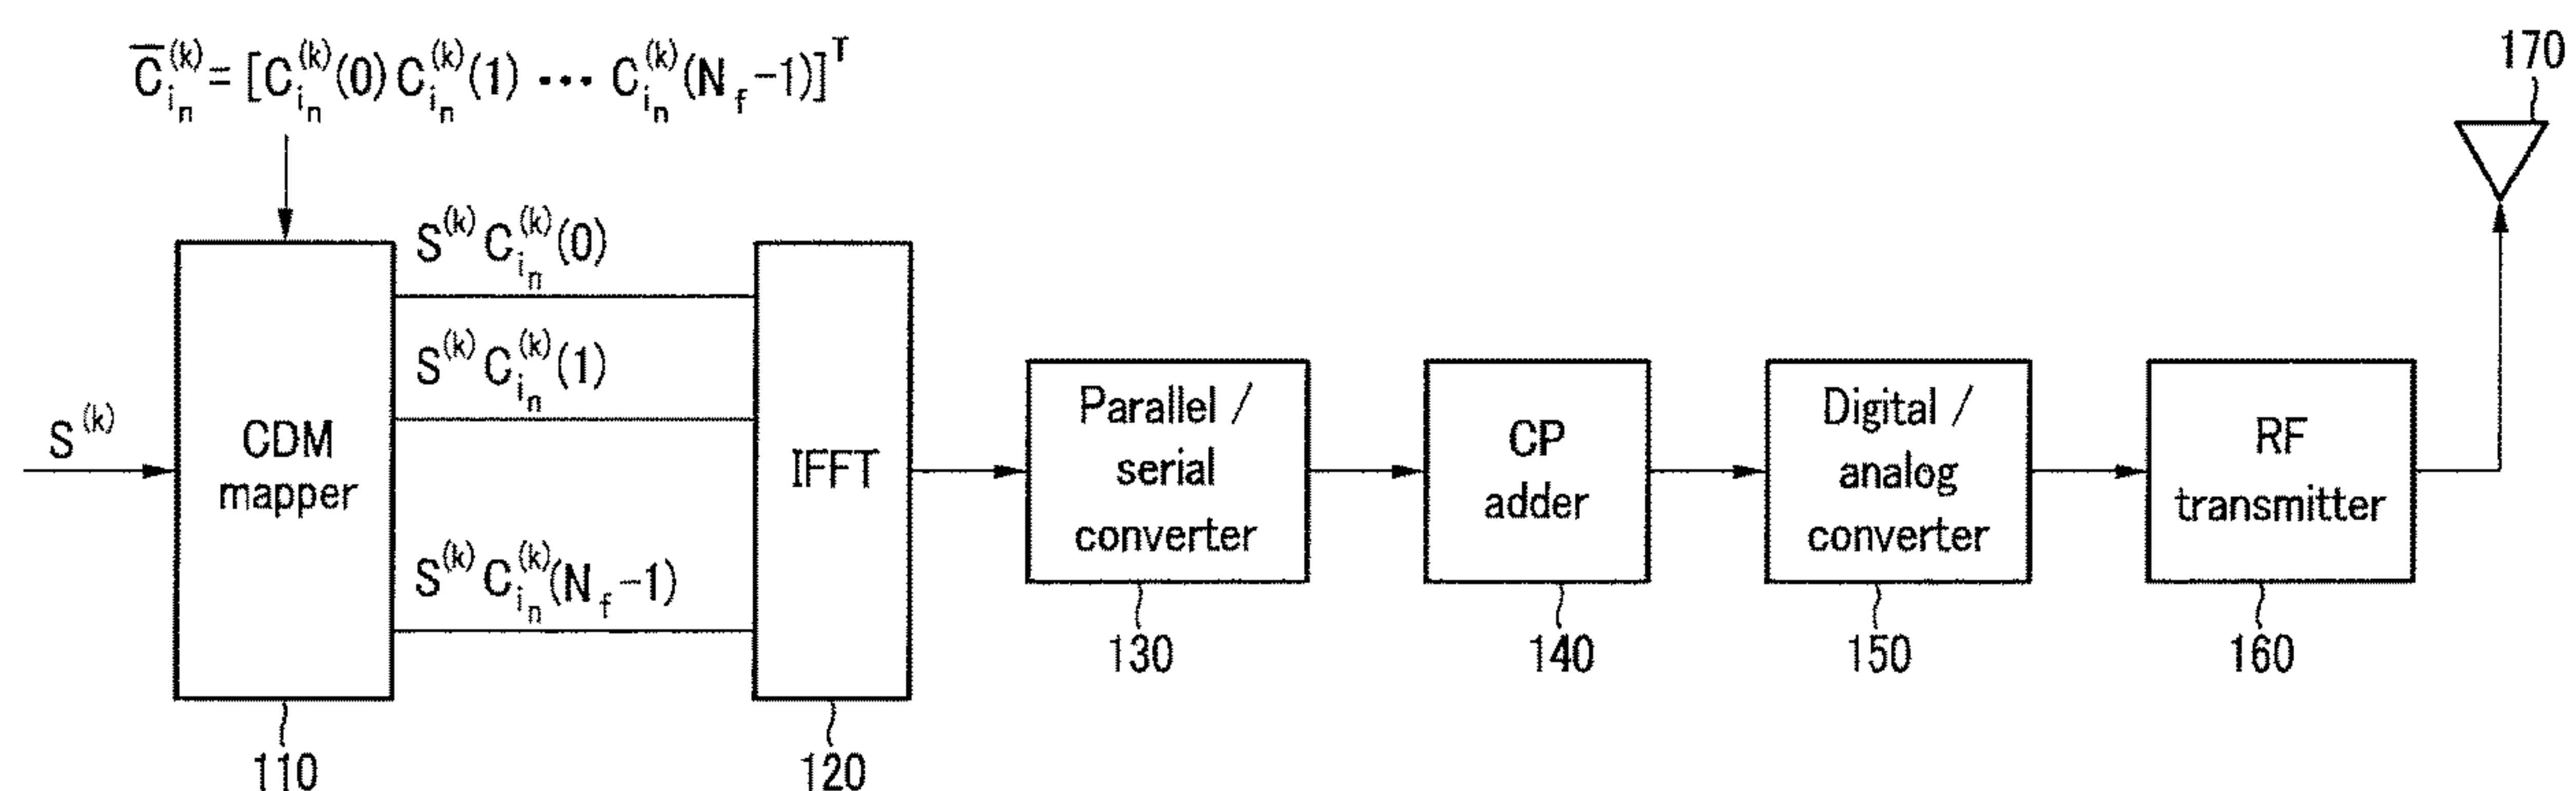 C̅_{i_n}^{(k)} = [C_{i_n}^{(k)}(0) C_{i_n}^{(k)}(1) ••• C_{i_n}^{(k)}(N_f -1)]^T
170
S^{(k)} C_{i_n}^{(k)}(0)
S^{(k)} C_{i_n}^{(k)}(1)
S^{(k)} C_{i_n}^{(k)}(N_f -1)
S^{(k)}
CDM
mapper
IFFT
Parallel /
serial
converter
CP
adder
Digital /
analog
converter
RF
transmitter
110
120
130
140
150
160